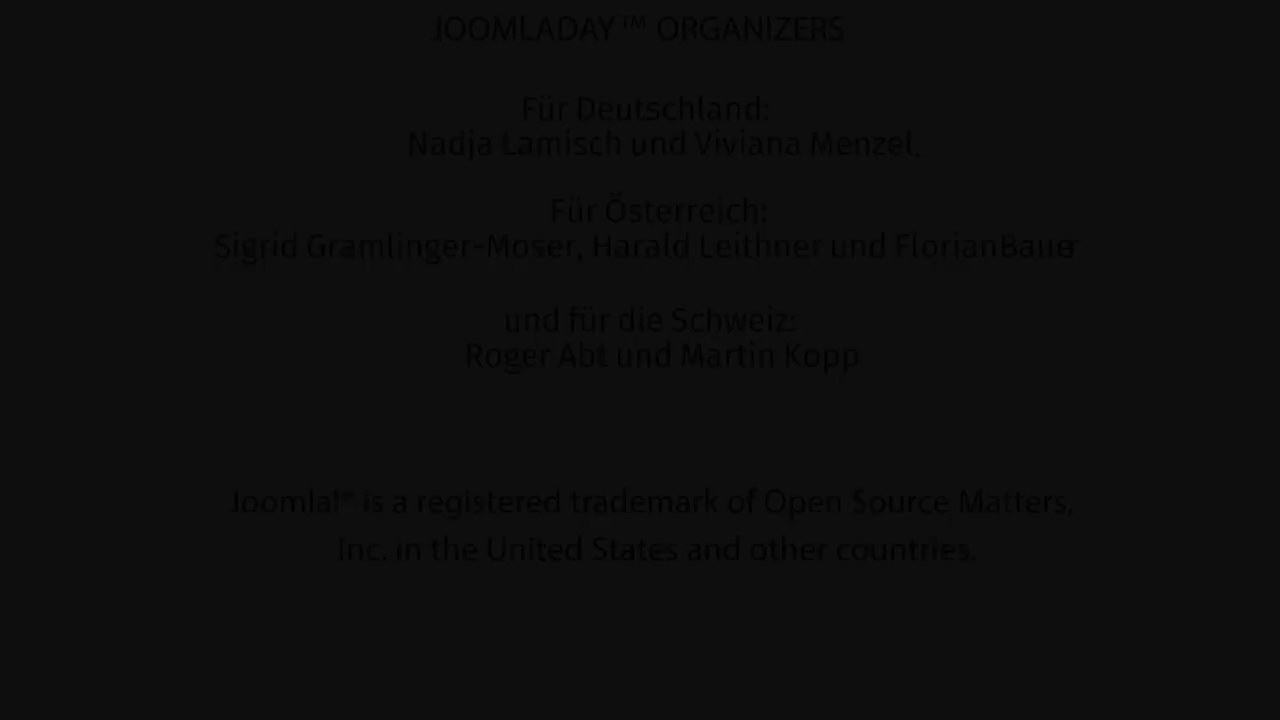 JOOMLADAY™ ORGANIZERS
Für Deutschland:
Nadja Lamisch und Viviana Menzel,
Für Österreich:
Sigrid Gramlinger-Moser, Harald Leithner und FlorianBauer
und für die Schweiz:
Roger Abt und Martin Kopp
Joomla!® is a registered trademark of Open Source Matters,
Inc. in the United States and other countries.